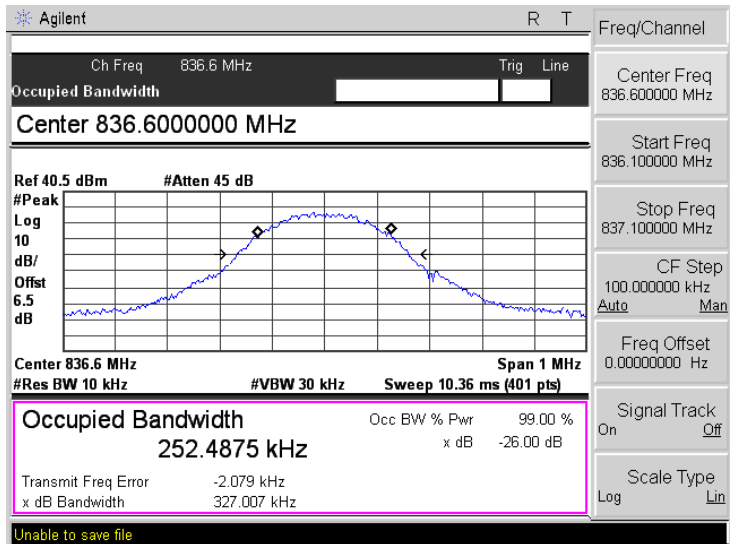 Agilent R T
Freq/Channel
Ch Freq 836.6 MHz Trig Line
Occupied Bandwidth
Center 836.6000000 MHz
Ref 40.5 dBm #Atten 45 dB
#Peak
Log
10
dB/
Offst
6.5
dB
Center 836.6 MHz Span 1 MHz
#Res BW 10 kHz #VBW 30 kHz Sweep 10.36 ms (401 pts)
Occupied Bandwidth Occ BW % Pwr 99.00 %
252.4875 kHz x dB -26.00 dB
Transmit Freq Error -2.079 kHz
x dB Bandwidth 327.007 kHz
Unable to save file
Center Freq
836.600000 MHz
Start Freq
836.100000 MHz
Stop Freq
837.100000 MHz
CF Step
100.000000 kHz
Auto Man
Freq Offset
0.00000000 Hz
Signal Track
On Off
Scale Type
Log Lin